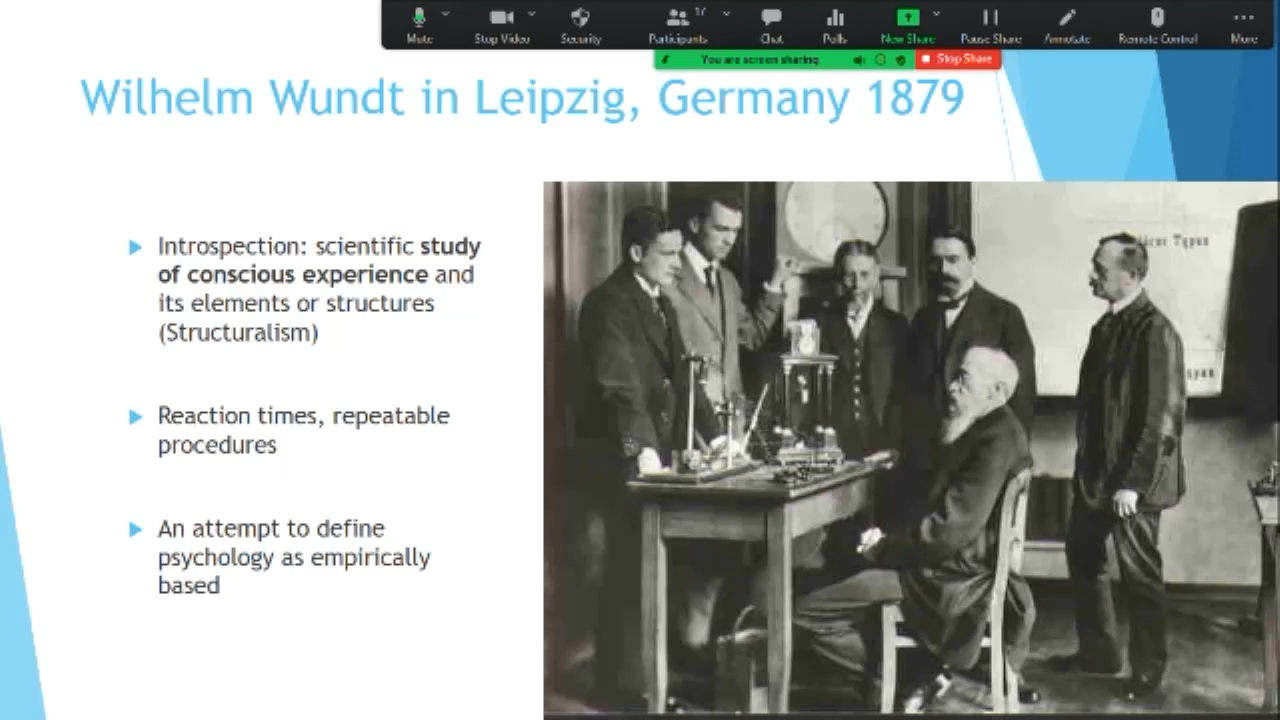 17
Mute
Stop Video
Security
Participants
Chat
Polls
New Share
Pause Share
Annotate
Remote Control
More
You are screen sharing
Stop Share
Wilhelm Wundt in Leipzig, Germany 1879
Introspection: scientific study
of conscious experience and
its elements or structures
(Structuralism)
Reaction times, repeatable
procedures
An attempt to define
psychology as empirically
based
Typus